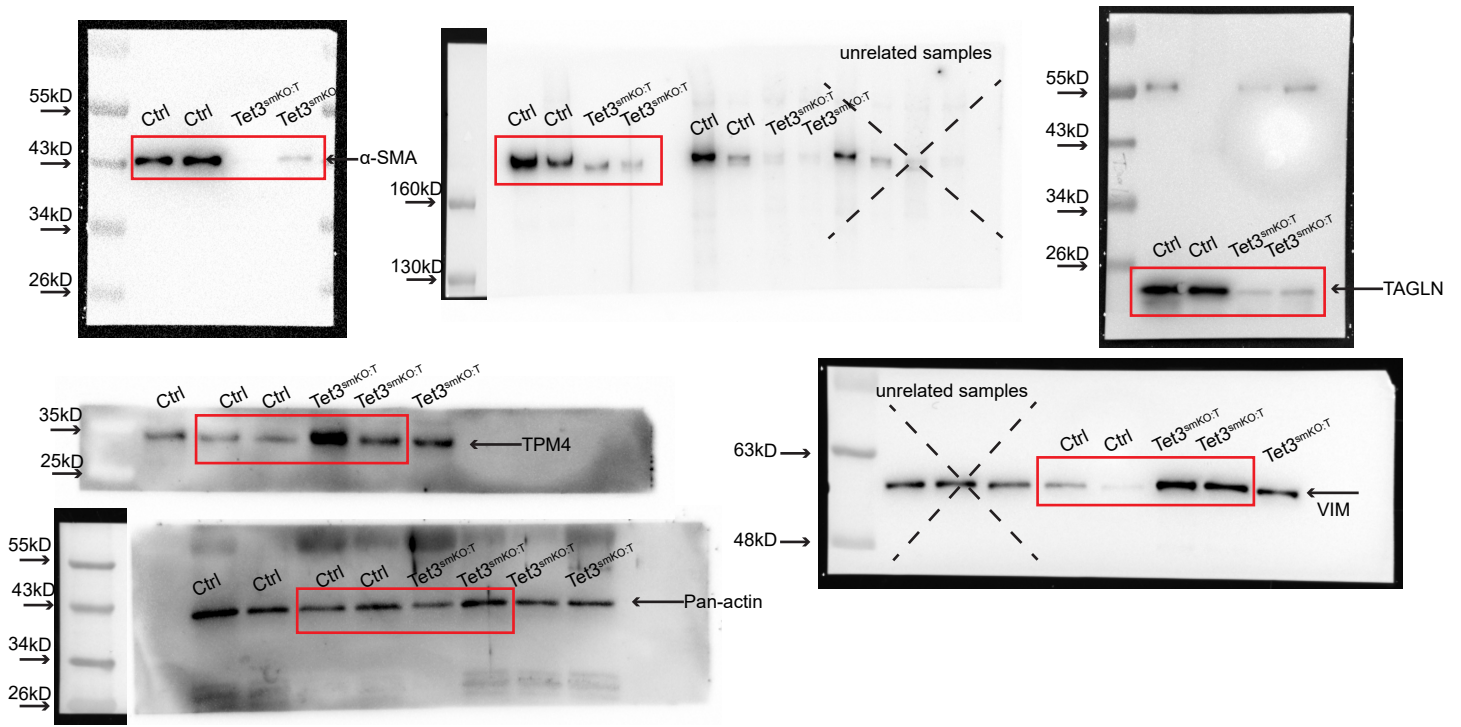 55kD
43kD
34kD
26kD
Ctrl Ctrl Tet3smKO:T Tet3smKO
α-SMA
160kD
130kD
unrelated samples
Ctrl Ctrl Tet3smKO:T Tet3smKO:T
Ctrl Ctrl Tet3smKO:T Tet3smKO:T
55kD
43kD
34kD
26kD
Ctrl Ctrl Tet3smKO:T Tet3smKO:T
TAGLN
35kD
25kD
Ctrl Ctrl Ctrl Tet3smKO:T Tet3smKO:T Tet3smKO:T
TPM4
63kD
48kD
unrelated samples
Ctrl Ctrl Tet3smKO:T Tet3smKO:T Tet3smKO:T
VIM
55kD
43kD
34kD
26kD
Ctrl Ctrl Ctrl Ctrl Tet3smKO:T Tet3smKO:T Tet3smKO:T Tet3smKO:T
Pan-actin